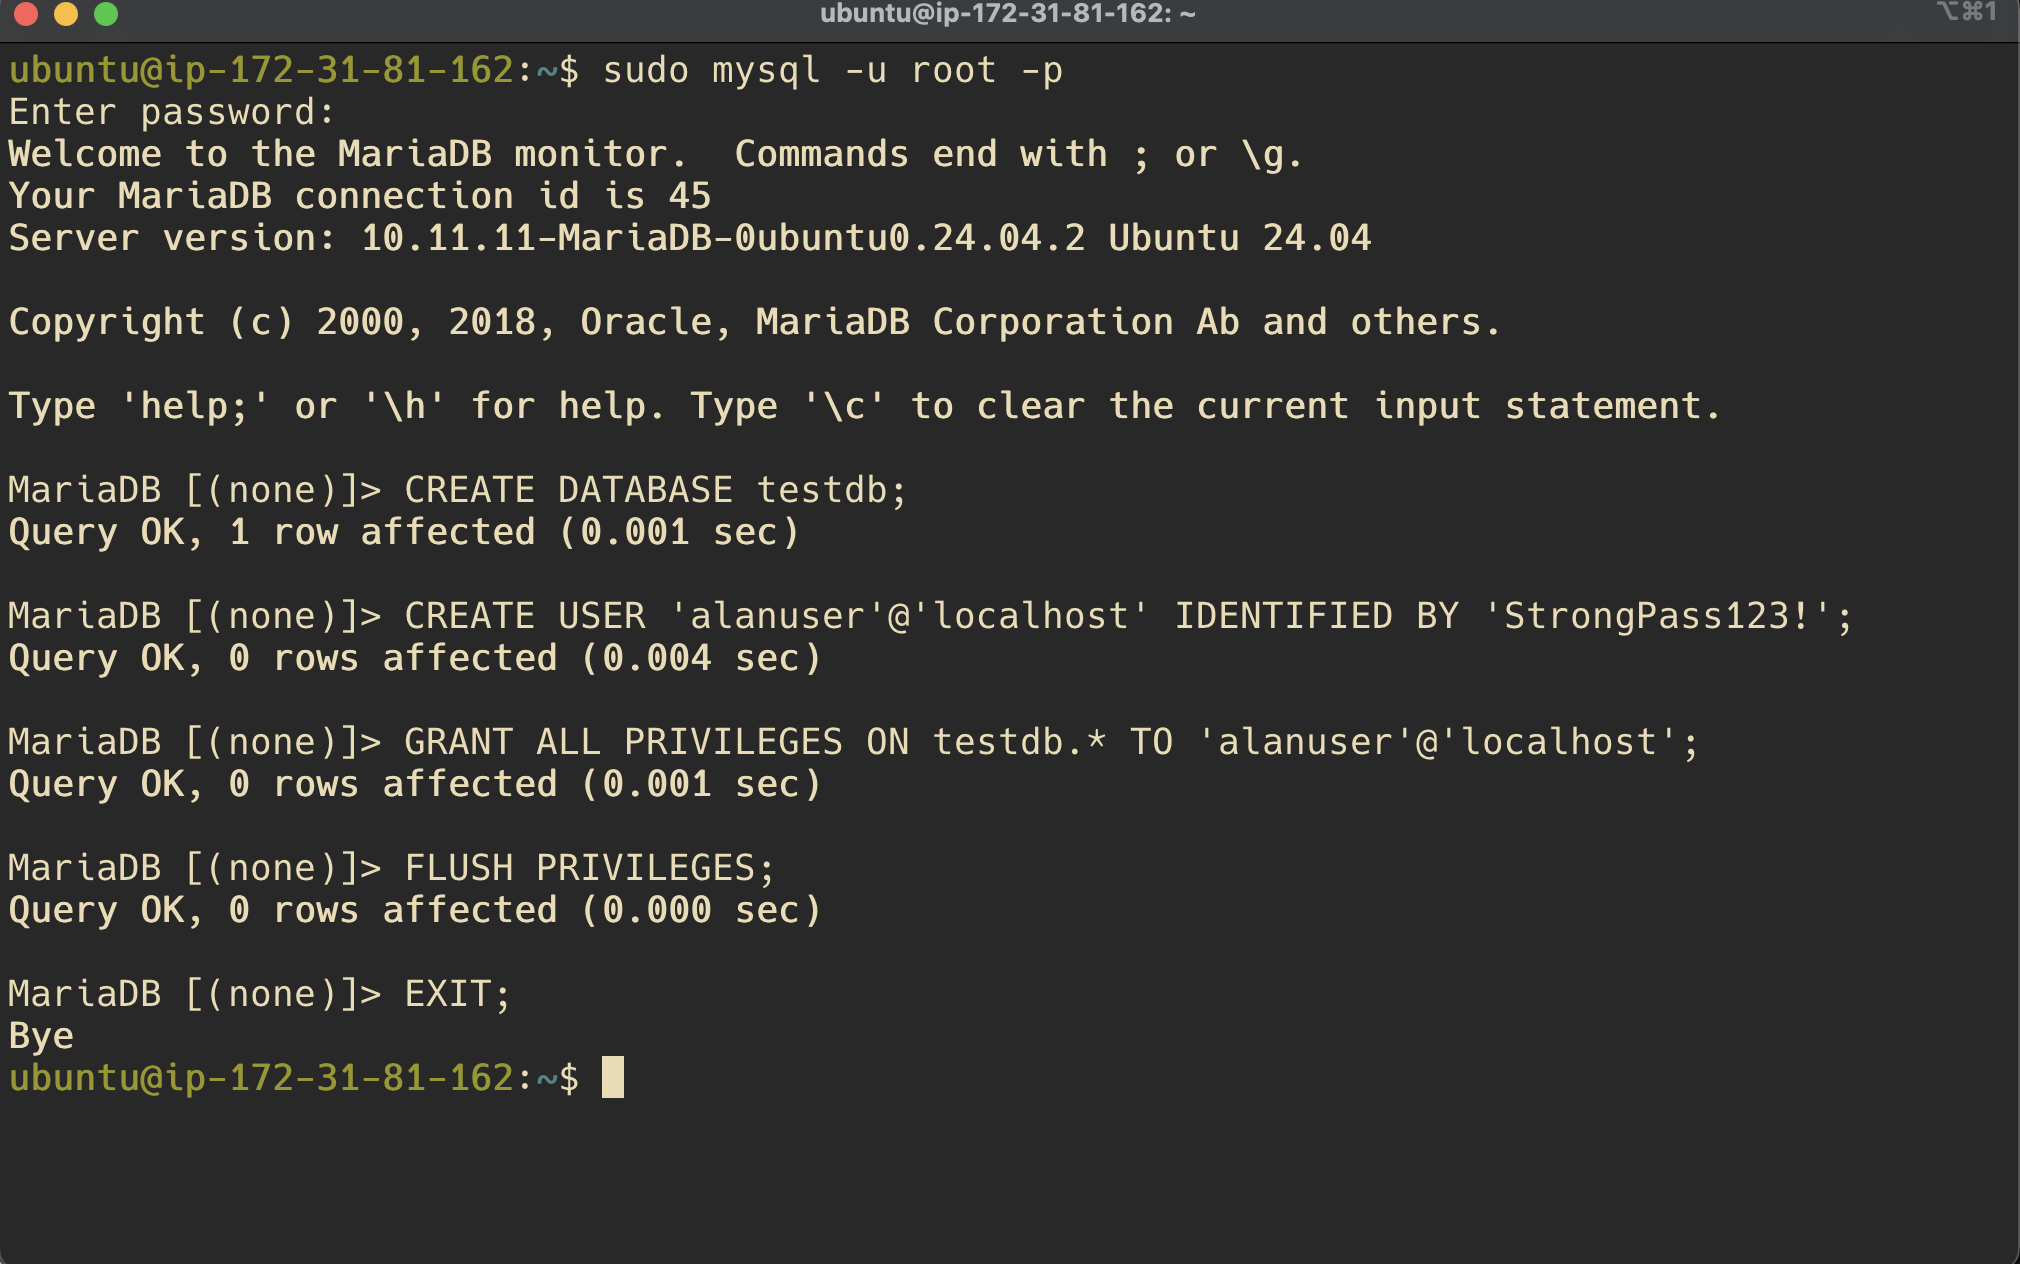 ubuntu@ip-172-31-81-162: ~
⌥⌘1
ubuntu@ip-172-31-81-162:~$ sudo mysql -u root -p
Enter password:
Welcome to the MariaDB monitor.  Commands end with ; or \g.
Your MariaDB connection id is 45
Server version: 10.11.11-MariaDB-0ubuntu0.24.04.2 Ubuntu 24.04
Copyright (c) 2000, 2018, Oracle, MariaDB Corporation Ab and others.
Type 'help;' or '\h' for help. Type '\c' to clear the current input statement.
MariaDB [(none)]> CREATE DATABASE testdb;
Query OK, 1 row affected (0.001 sec)
MariaDB [(none)]> CREATE USER 'alanuser'@'localhost' IDENTIFIED BY 'StrongPass123!';
Query OK, 0 rows affected (0.004 sec)
MariaDB [(none)]> GRANT ALL PRIVILEGES ON testdb.* TO 'alanuser'@'localhost';
Query OK, 0 rows affected (0.001 sec)
MariaDB [(none)]> FLUSH PRIVILEGES;
Query OK, 0 rows affected (0.000 sec)
MariaDB [(none)]> EXIT;
Bye
ubuntu@ip-172-31-81-162:~$